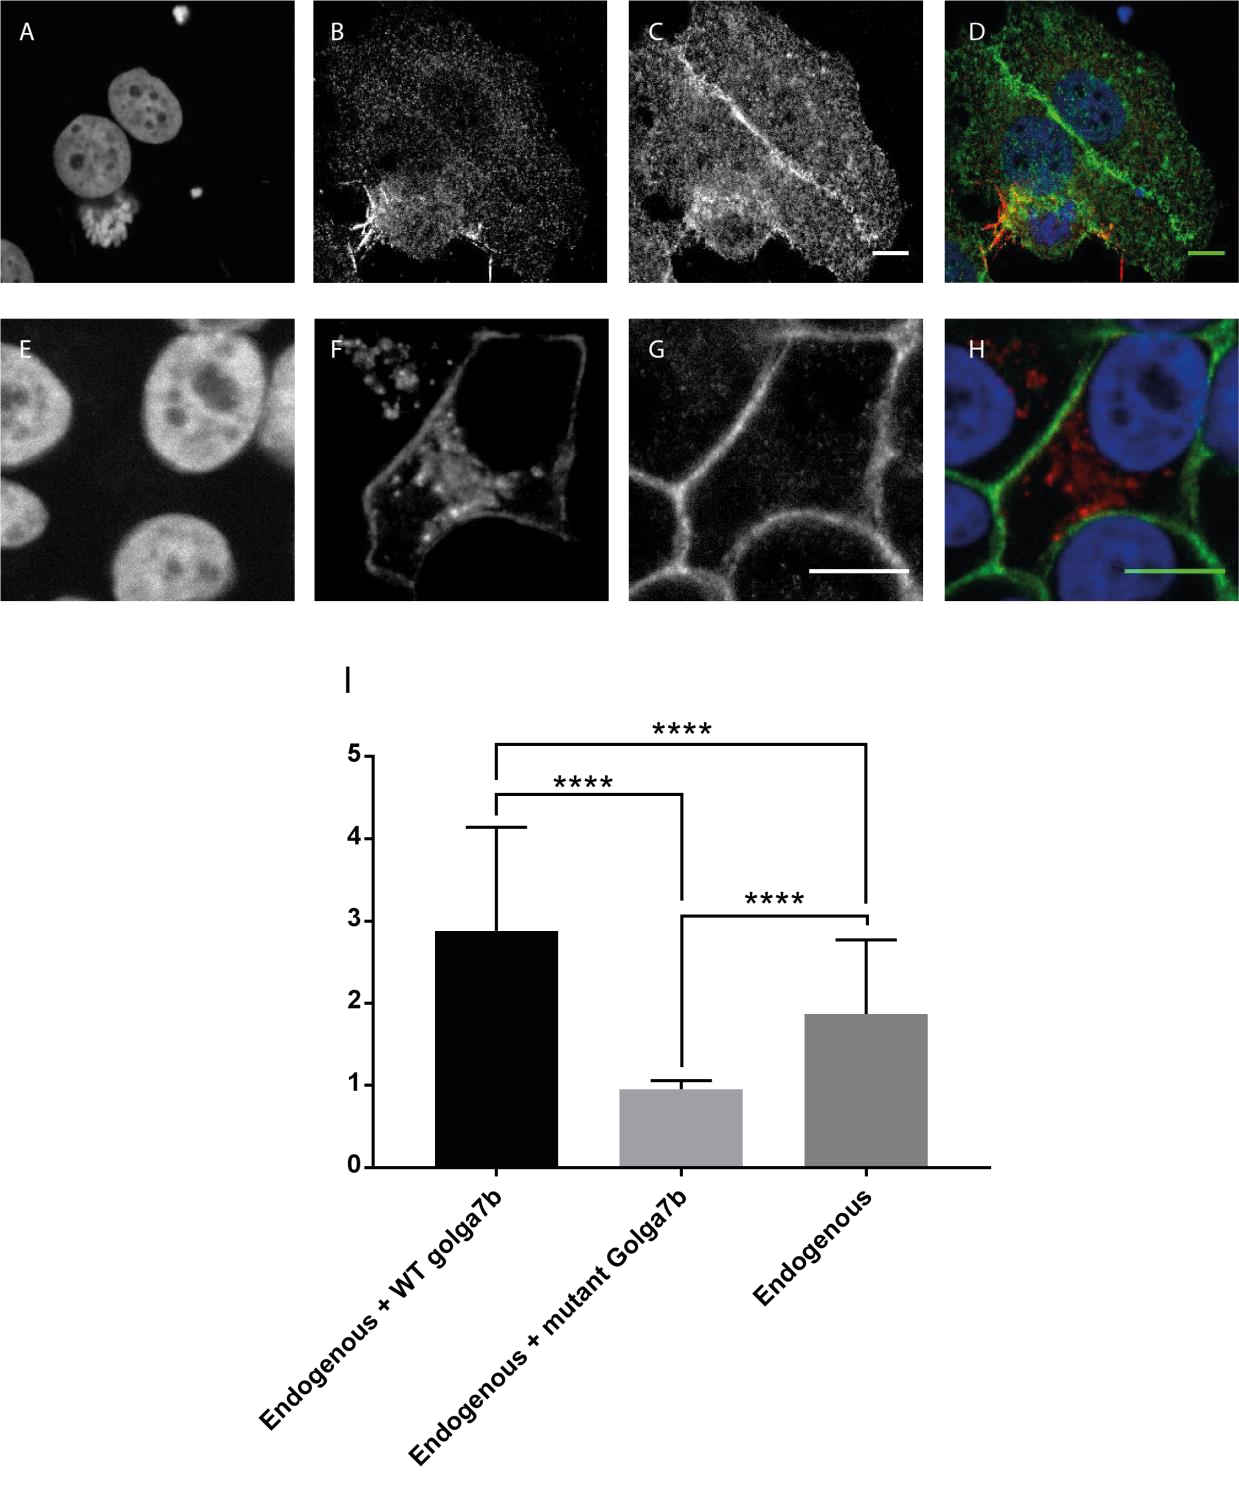 A
B
C
D
E
F
G
H
I
****
****
****
5
4
3
2
1
0
Endogenous + WT golga7b
Endogenous + mutant Golga7b
Endogenous